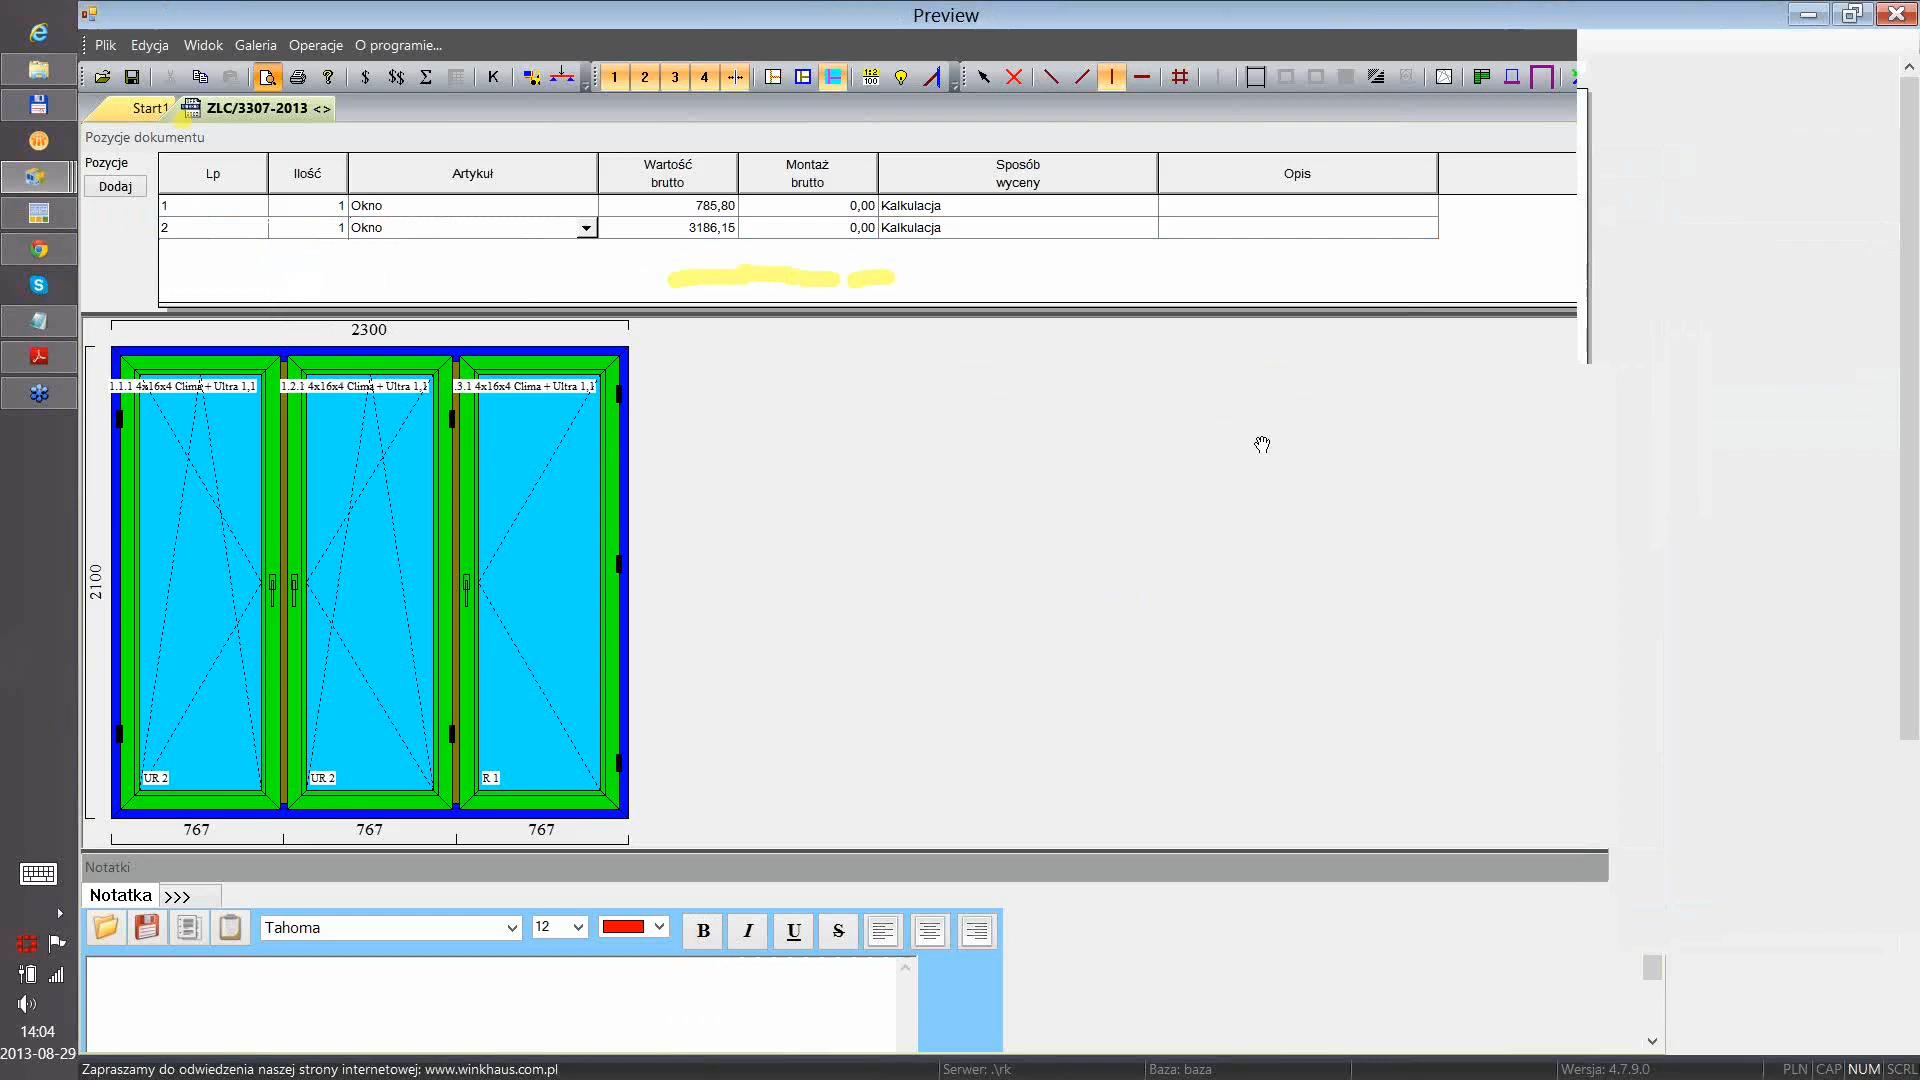 Preview
Plik Edycja Widok Galeria Operacje O programie...
$ $$ Σ K 1 2 3 4
Start1 ZLC/3307-2013 <>
Pozycje dokumentu
Pozycje
Dodaj
Lp Ilość Artykuł Wartość brutto Montaż brutto Sposób wyceny Opis
1 1 Okno 785,80 0,00 Kalkulacja
2 1 Okno 3186,15 0,00 Kalkulacja
2300
1.1.1 4x16x4 Clima + Ultra 1,1 1.2.1 4x16x4 Clima + Ultra 1,1 .3.1 4x16x4 Clima + Ultra 1,1
2100
UR 2 UR 2 R 1
767 767 767
Notatki
Notatka >>>
Tahoma 12 B I U S
14:04
2013-08-29
Zapraszamy do odwiedzenia naszej strony internetowej: www.winkhaus.com.pl Serwer: .\rk Baza: baza Wersja: 4.7.9.0 PLN CAP NUM SCRL